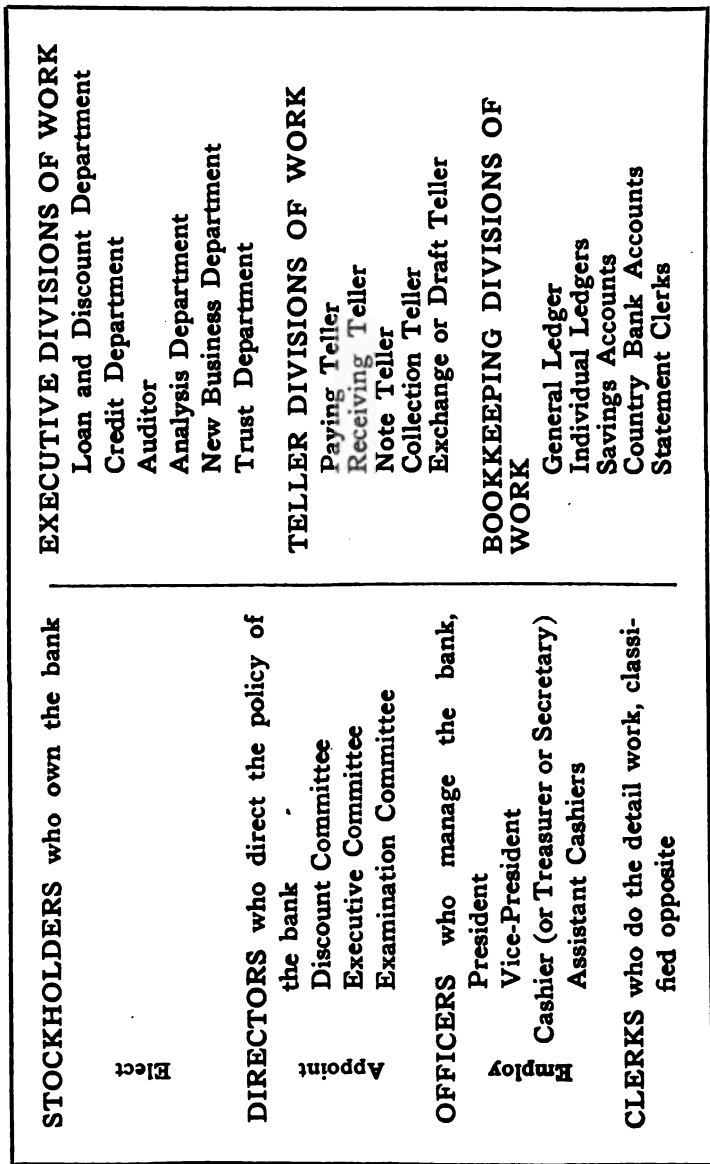 STOCKHOLDERS who own the bank
Elect
DIRECTORS who direct the policy of
the bank
Discount Committee
Executive Committee
Examination Committee
Appoint
OFFICERS who manage the bank,
President
Vice-President
Cashier (or Treasurer or Secretary)
Assistant Cashiers
Employ
CLERKS who do the detail work, classi-
fied opposite
EXECUTIVE DIVISIONS OF WORK
Loan and Discount Department
Credit Department
Auditor
Analysis Department
New Business Department
Trust Department
TELLER DIVISIONS OF WORK
Paying Teller
Receiving Teller
Note Teller
Collection Teller
Exchange or Draft Teller
BOOKKEEPING DIVISIONS OF
WORK
General Ledger
Individual Ledgers
Savings Accounts
Country Bank Accounts
Statement Clerks